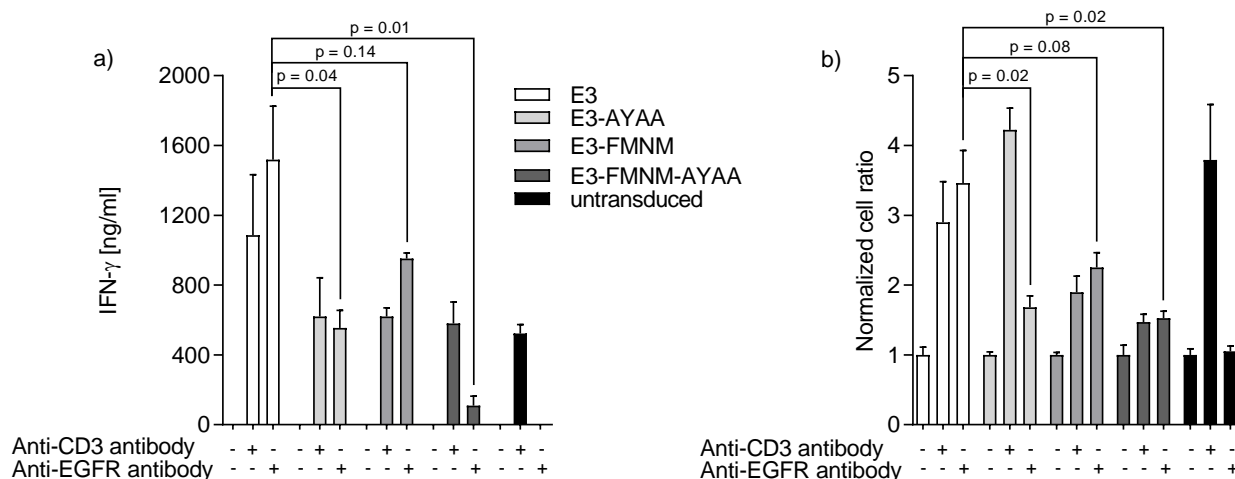 a)
p = 0.01
p = 0.14
p = 0.04
2000
1600
1200
800
400
0
IFN-γ [ng/ml]
E3
E3-AYAA
E3-FMNM
E3-FMNM-AYAA
untransduced
Anti-CD3 antibody - + - - + - - + - - + - - + -
Anti-EGFR antibody - - + - - + - - + - - + - - +
b)
p = 0.02
p = 0.08
p = 0.02
5
4
3
2
1
0
Normalized cell ratio
Anti-CD3 antibody - + - - + - - + - - + - - + -
Anti-EGFR antibody - - + - - + - - + - - + - - +